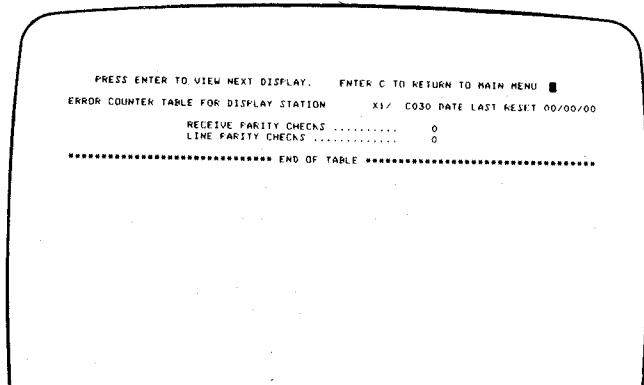 PRESS ENTER TO VIEW NEXT DISPLAY. ENTER C TO RETURN TO MAIN MENU
ERROR COUNTER TABLE FOR DISPLAY STATION C030 DATE LAST RESET 00/00/00
RECEIVE PARITY CHECKS .......... 0
LINE PARITY CHECKS ............. 0
****************************** END OF TABLE **********************************